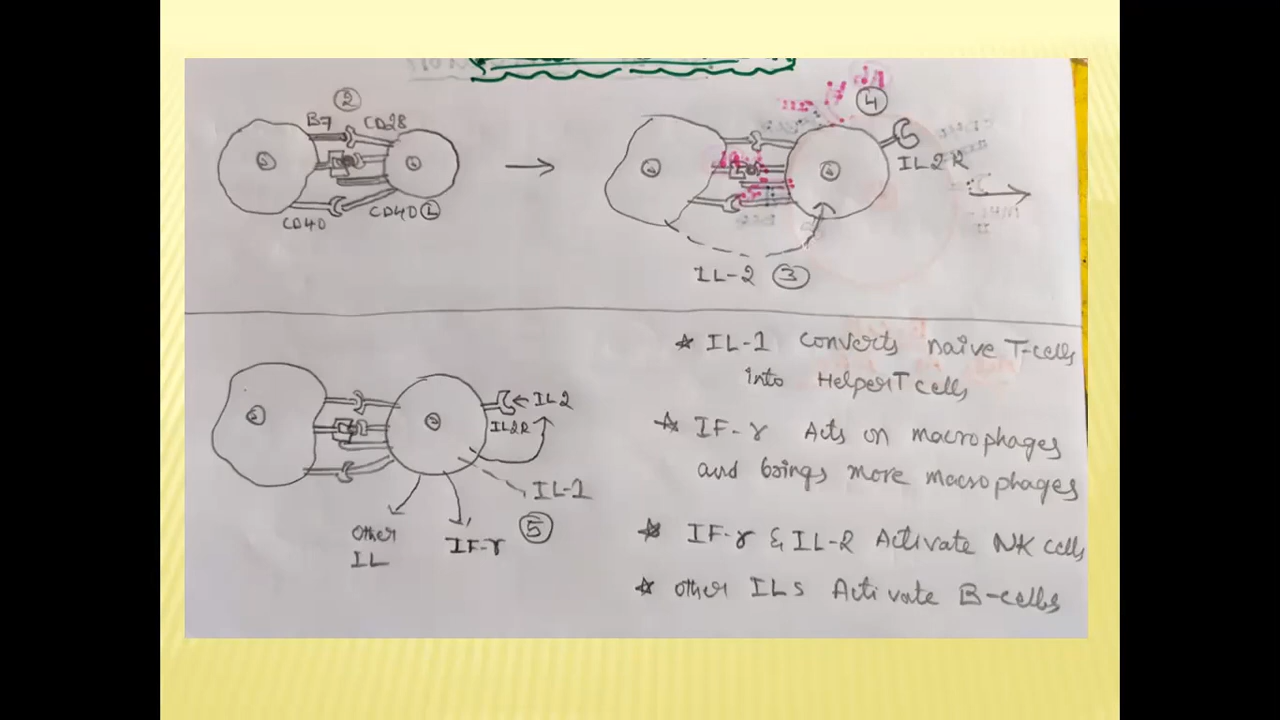 2
B7
CD28
CD40
CD40 L
4
IL2R
IL-2 3
IL2
IL2R
IL-1
5
other
IL
IF-γ
☆ IL-1 converts naive T-cells
into Helper T cells
☆ IF-γ Acts on macrophages
and brings more macrophages
☆ IF-γ & IL-2 Activate NK cells
☆ other ILs Activate B-cells